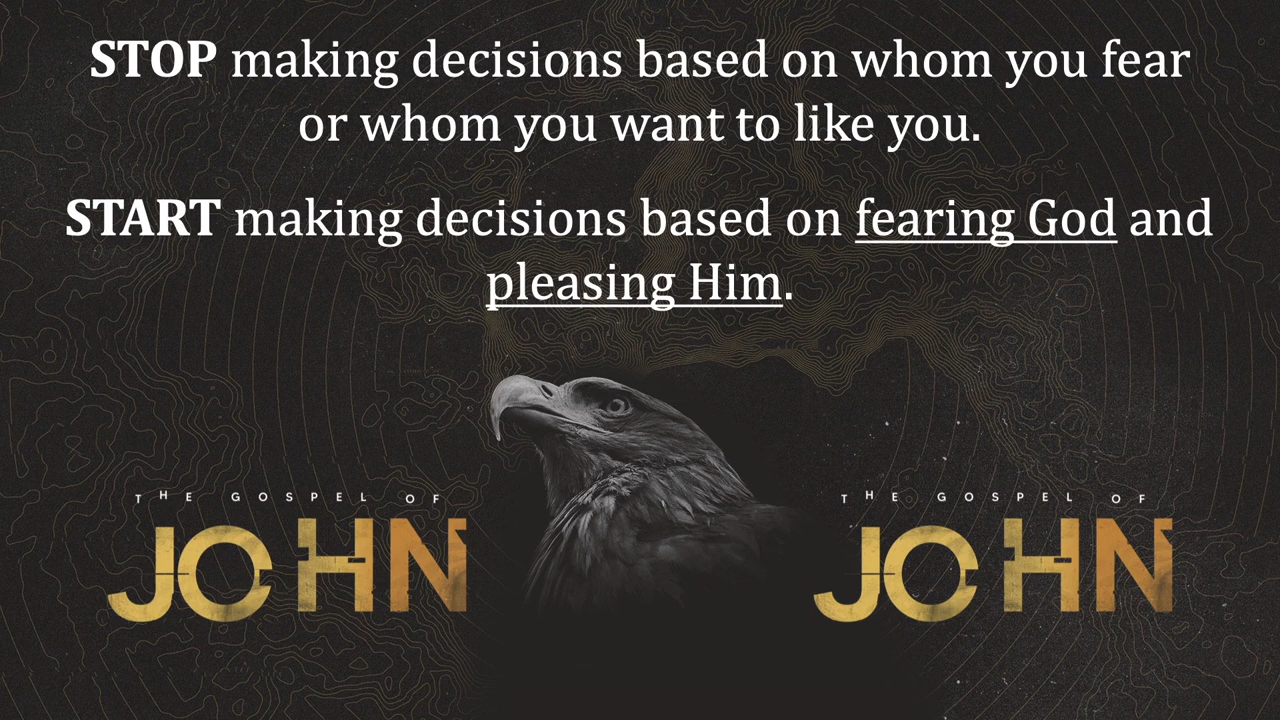 STOP making decisions based on whom you fear
or whom you want to like you.
START making decisions based on fearing God and
pleasing Him.
THE GOSPEL OF
JOHN
THE GOSPEL OF
JOHN